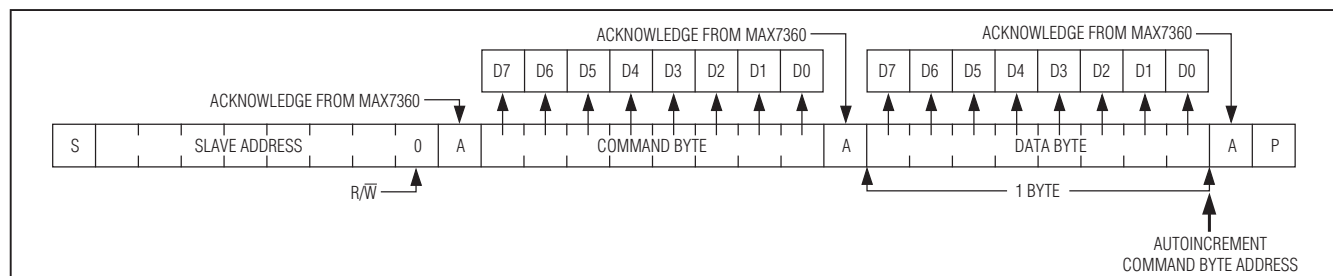 ACKNOWLEDGE FROM MAX7360
ACKNOWLEDGE FROM MAX7360
D7 D6 D5 D4 D3 D2 D1 D0
D7 D6 D5 D4 D3 D2 D1 D0
ACKNOWLEDGE FROM MAX7360
S SLAVE ADDRESS 0 A COMMAND BYTE A DATA BYTE A P
R/W̅
1 BYTE
AUTOINCREMENT
COMMAND BYTE ADDRESS